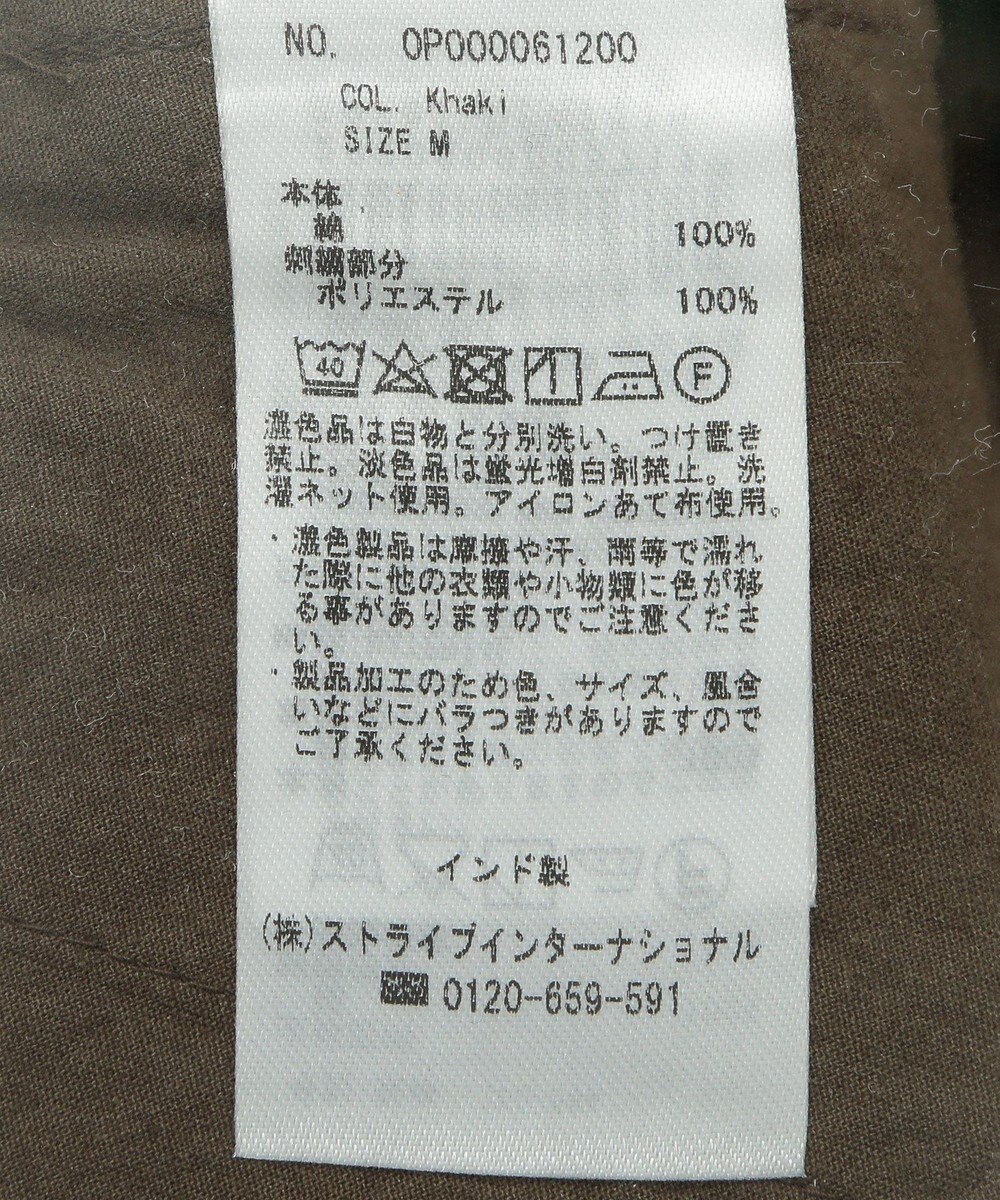 NO. OP000061200
COL. Khaki
SIZE M
本体
綿 100%
刺繍部分
ポリエステル 100%
40 F
濃色品は白物と分別洗い。つけ置き
禁止。淡色品は蛍光増白剤禁止。洗
濯ネット使用。アイロンあて布使用。
・濃色製品は摩擦や汗、雨等で濡れ
た際に他の衣類や小物類に色が移
る事がありますのでご注意くださ
い。
・製品加工のため色、サイズ、風合
いなどにバラつきがありますので
ご了承ください。
インド製
(株)ストライプインターナショナル
0120-659-591